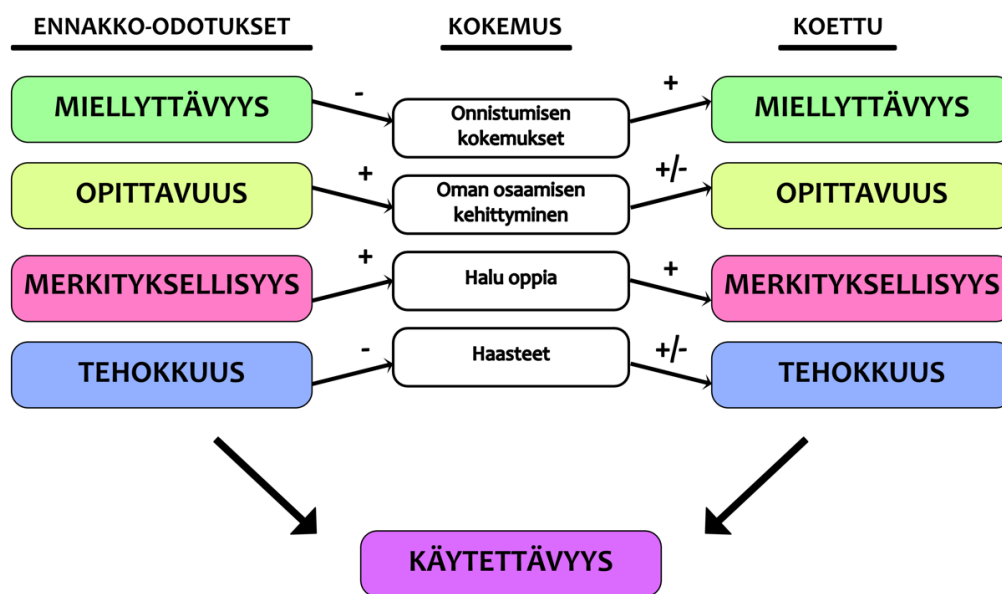 ENNAKKO-ODOTUKSET KOKEMUS KOETTU
MIELLYTTÄVYYS - Onnistumisen + MIELLYTTÄVYYS
kokemukset
OPITTAVUUS + Oman osaamisen +/- OPITTAVUUS
kehittyminen
MERKITYKSELLISYYS + Halu oppia + MERKITYKSELLISYYS
TEHOKKUUS - Haasteet +/- TEHOKKUUS
KÄYTETTÄVYYS